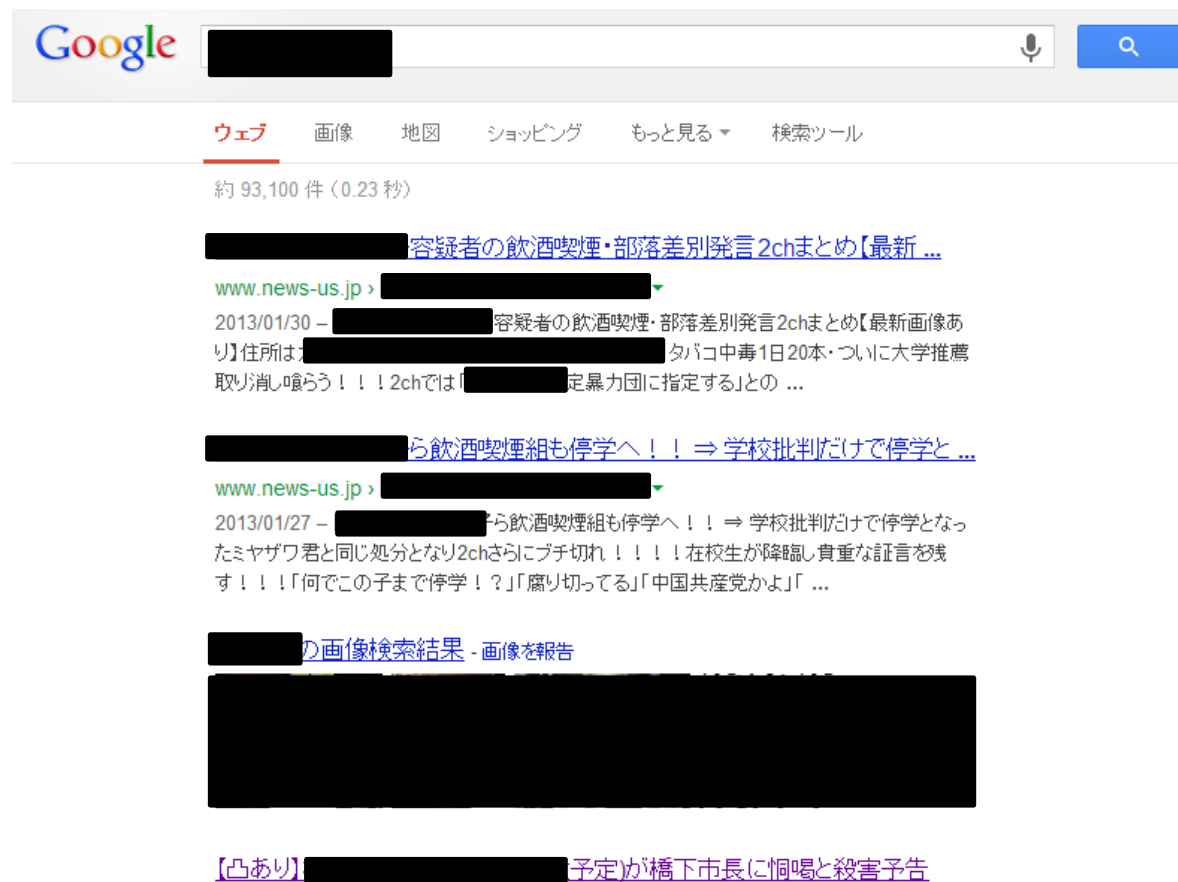 Google
ウェブ 画像 地図 ショッピング もっと見る 検索ツール
約 93,100 件 (0.23 秒)
容疑者の飲酒喫煙・部落差別発言2chまとめ【最新 ...
www.news-us.jp ›
2013/01/30 – 容疑者の飲酒喫煙・部落差別発言2chまとめ【最新画像あ
り】住所は タバコ中毒1日20本・ついに大学推薦
取り消し喰らう！！！2chでは「 定暴力団に指定する」との ...
ら飲酒喫煙組も停学へ！！ ⇒ 学校批判だけで停学と ...
www.news-us.jp ›
2013/01/27 – ら飲酒喫煙組も停学へ！！ ⇒ 学校批判だけで停学となっ
たミヤザワ君と同じ処分となり2chさらにブチ切れ！！！！在校生が降臨し貴重な証言を残
す！！！「何でこの子まで停学！？」「腐り切ってる」「中国共産党かよ」「 ...
の画像検索結果 - 画像を報告
【凸あり】 予定)が橋下市長に恫喝と殺害予告